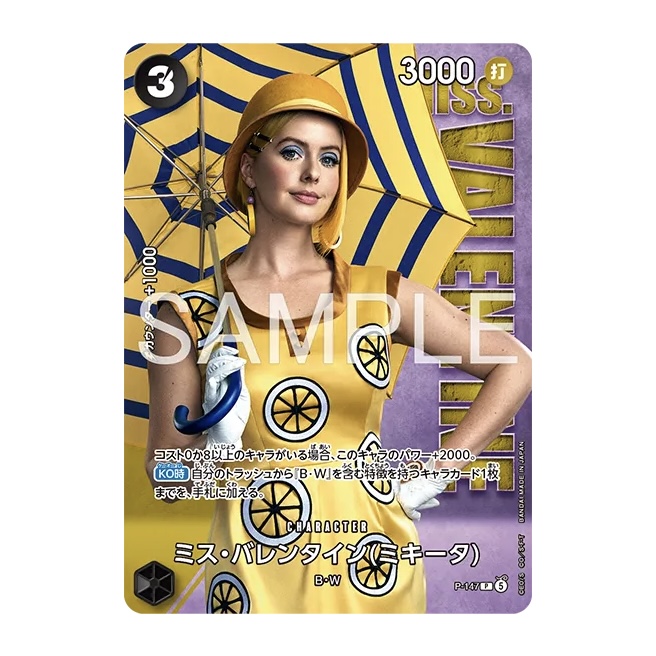 3
3000 打
MISS. VALENTINE
カウンター+1000
SAMPLE
コスト0か8以上のキャラがいる場合、このキャラのパワー+2000。
KO時 自分のトラッシュから『B・W』を含む特徴を持つキャラカード1枚
までを、手札に加える。
CHARACTER
ミス・バレンタイン(ミキータ)
B・W
P-147 P 5
BANDAI MADE IN JAPAN